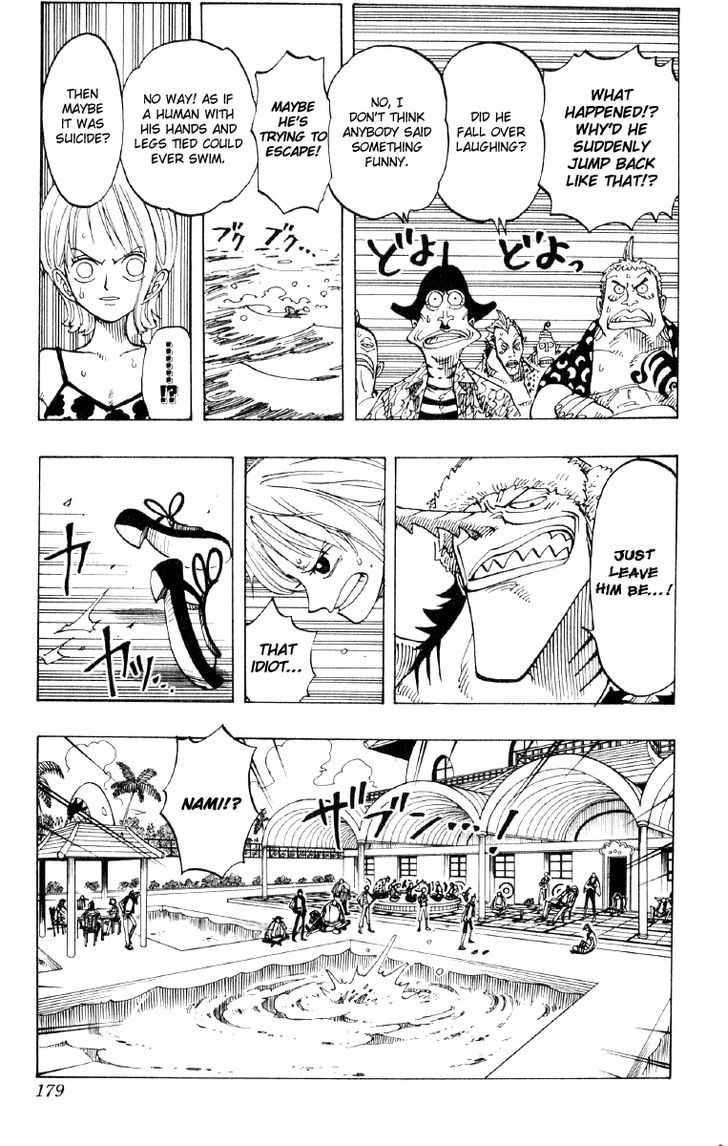 WHAT
HAPPENED!?
WHY'D HE
SUDDENLY
JUMP BACK
LIKE THAT!?
DID HE
FALL OVER
LAUGHING?
NO, I
DON'T THINK
ANYBODY SAID
SOMETHING
FUNNY.
どよ
どよっ
MAYBE
HE'S
TRYING TO
ESCAPE!
ブク
ブク…
NO WAY! AS IF
A HUMAN WITH
HIS HANDS AND
LEGS TIED COULD
EVER SWIM.
THEN
MAYBE
IT WAS
SUICIDE?
......!?
JUST
LEAVE
HIM BE...!
THAT
IDIOT...
カ
カッ…
NAMI!?
ザブン…!
179